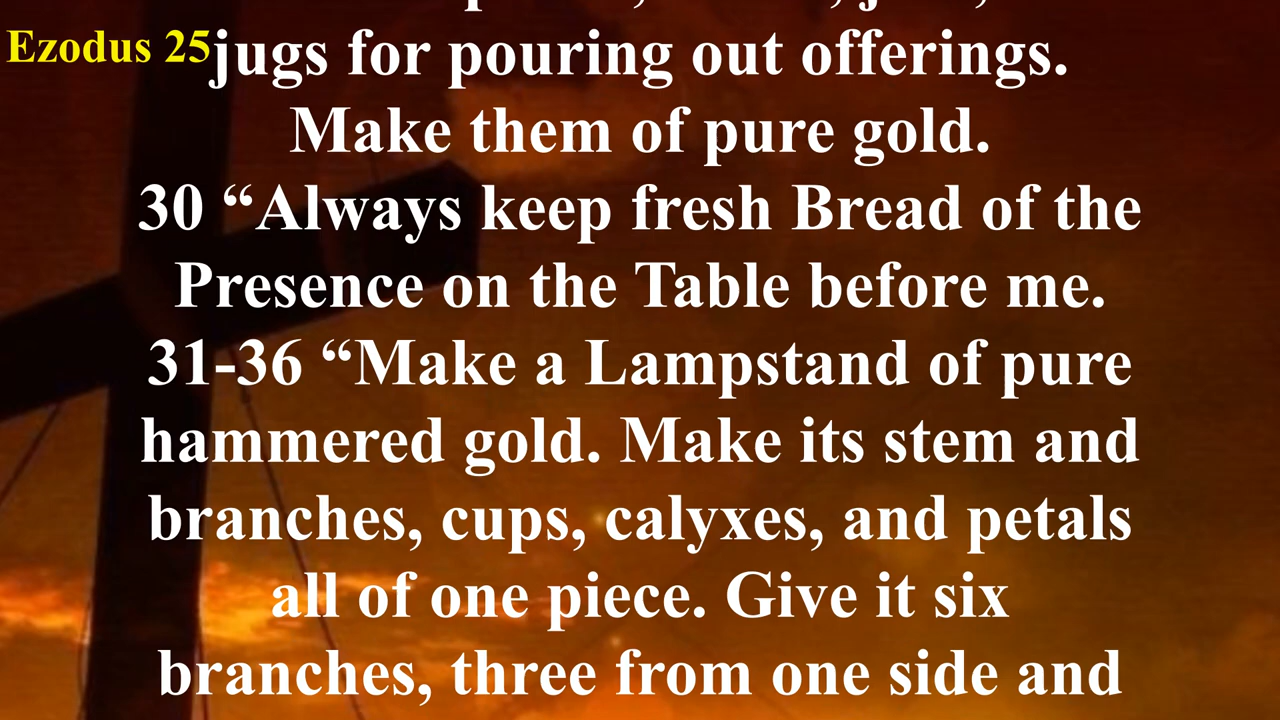 Ezodus 25
jugs for pouring out offerings.
Make them of pure gold.
30 “Always keep fresh Bread of the
Presence on the Table before me.
31-36 “Make a Lampstand of pure
hammered gold. Make its stem and
branches, cups, calyxes, and petals
all of one piece. Give it six
branches, three from one side and